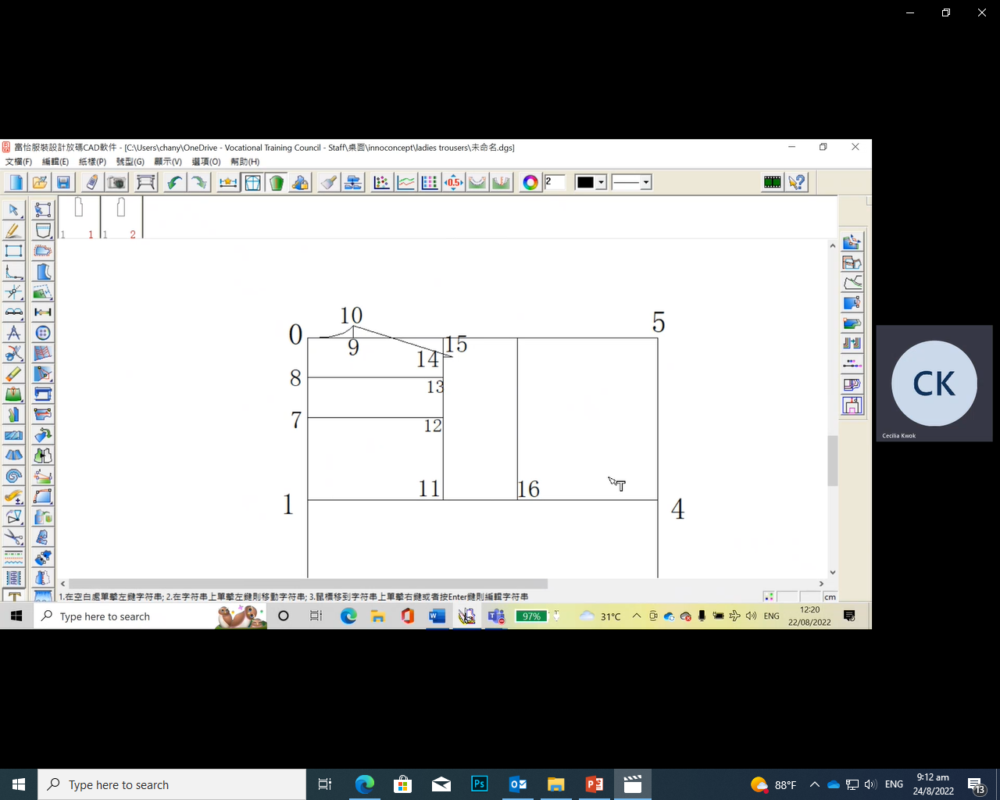 富怡服裝設計放碼CAD軟件 - [C:\Users\chany\OneDrive - Vocational Training Council - Staff\桌面\innoconcept\ladies trousers\未命名.dgs]
文檔(F) 編輯(E) 紙樣(P) 號型(G) 顯示(V) 選項(O) 幫助(H)
0.5 2
1 1 1 2
10 5
0 9 15
14
8 13
7 12
11 16
1 4
CK
Cecilia Kwok
1.在空白處單擊左鍵字符串; 2.在字符串上單擊左鍵則移動字符串; 3.鼠標移到字符串上單擊右鍵或者按Enter鍵則編輯字符串
cm
Type here to search 97% 31°C ENG 12:20
22/08/2022
Type here to search Ps 88°F ENG 9:12 am
24/8/2022 13